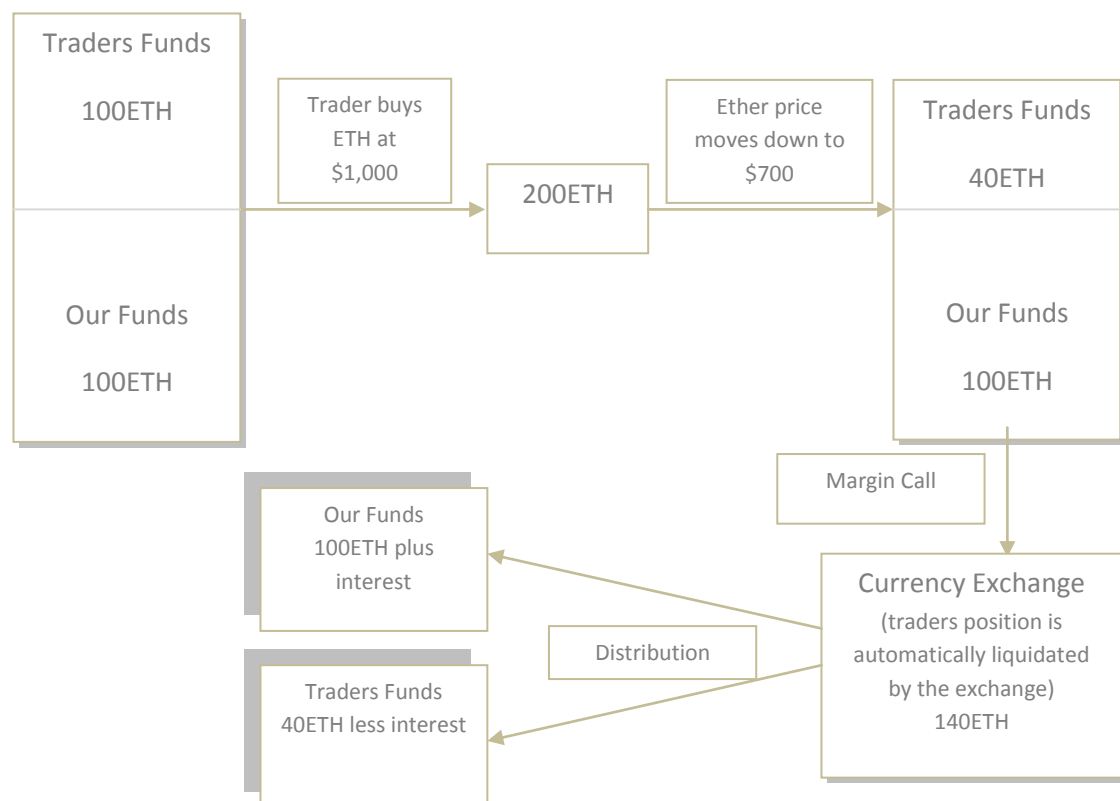 Traders Funds
100ETH
Our Funds
100ETH
Trader buys
ETH at
$1,000
200ETH
Ether price
moves down to
$700
Traders Funds
40ETH
Our Funds
100ETH
Margin Call
Currency Exchange
(traders position is
automatically liquidated
by the exchange)
140ETH
Distribution
Our Funds
100ETH plus
interest
Traders Funds
40ETH less interest